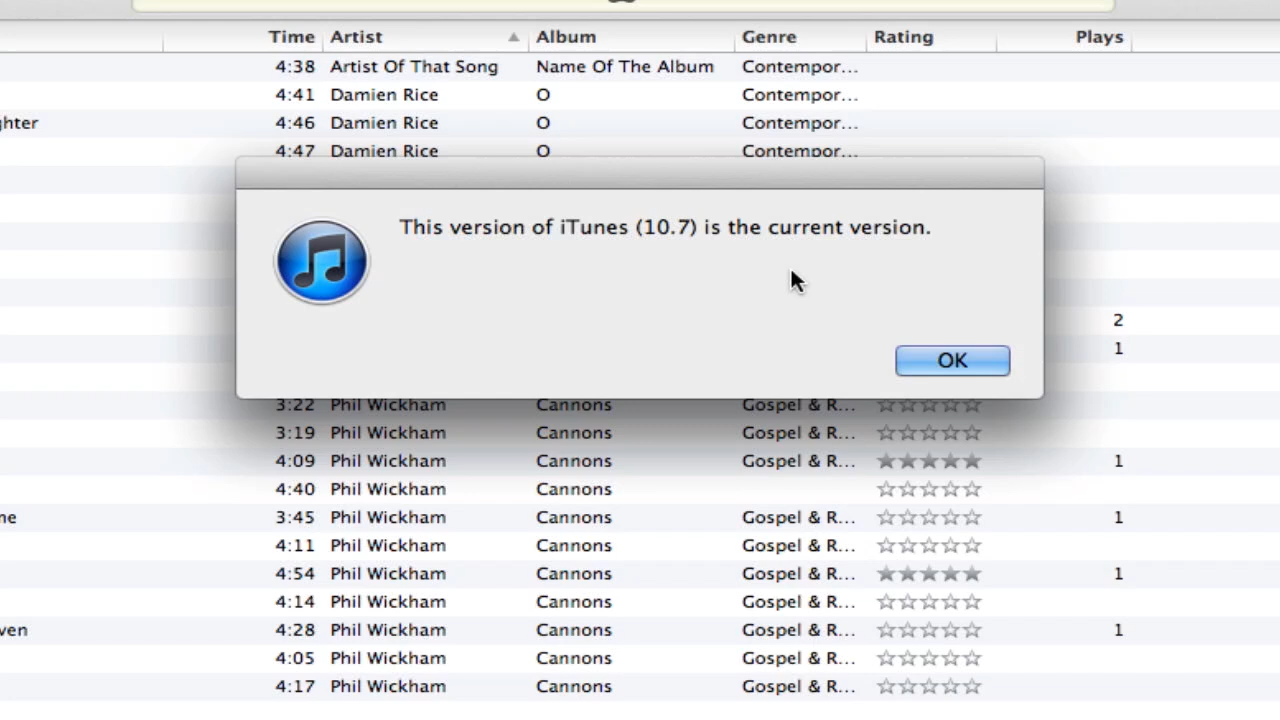 Time Artist Album Genre Rating Plays
4:38 Artist Of That Song Name Of The Album Contempor...
4:41 Damien Rice O Contempor...
ghter 4:46 Damien Rice O Contempor...
4:47 Damien Rice O Contempor...
This version of iTunes (10.7) is the current version.
2
1
OK
3:22 Phil Wickham Cannons Gospel & R...
3:19 Phil Wickham Cannons Gospel & R...
4:09 Phil Wickham Cannons Gospel & R... 1
4:40 Phil Wickham Cannons
ne 3:45 Phil Wickham Cannons Gospel & R... 1
4:11 Phil Wickham Cannons Gospel & R...
4:54 Phil Wickham Cannons Gospel & R... 1
4:14 Phil Wickham Cannons Gospel & R...
ven 4:28 Phil Wickham Cannons Gospel & R... 1
4:05 Phil Wickham Cannons Gospel & R...
4:17 Phil Wickham Cannons Gospel & R...